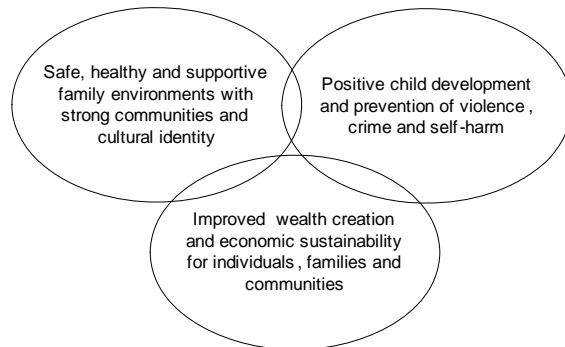 Safe, healthy and supportive
family environments with
strong communities and
cultural identity
Positive child development
and prevention of violence,
crime and self-harm
Improved wealth creation
and economic sustainability
for individuals, families and
communities